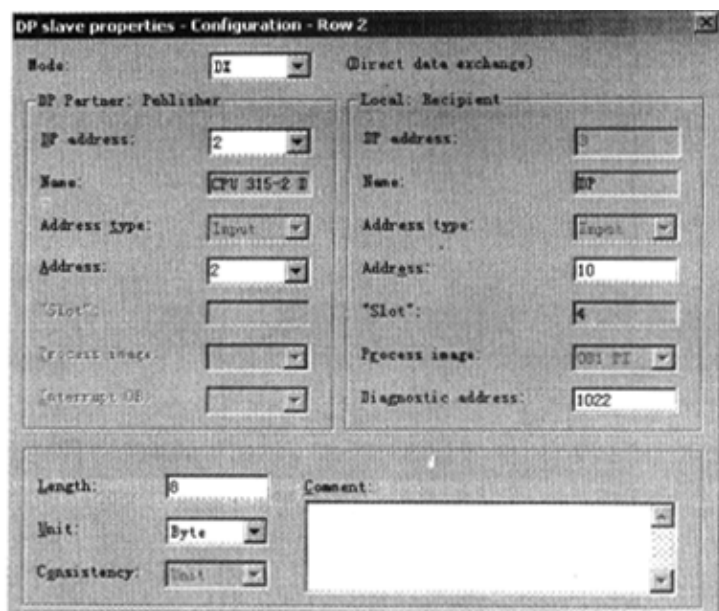 DP slave properties - Configuration - Row 2
Mode: DX (Direct data exchange)
DP Partner: Publisher
DP address: 2
Name: CPU 315-2 D
Address type: Input
Address: 2
"Slot":
Process image:
Interrupt OB:
Local: Recipient
DP address: 3
Name: DP
Address type: Input
Address: 10
"Slot": 4
Process image: OB1 PI
Diagnostic address: 1022
Length: 8
Unit: Byte
Consistency: Unit
Comment: